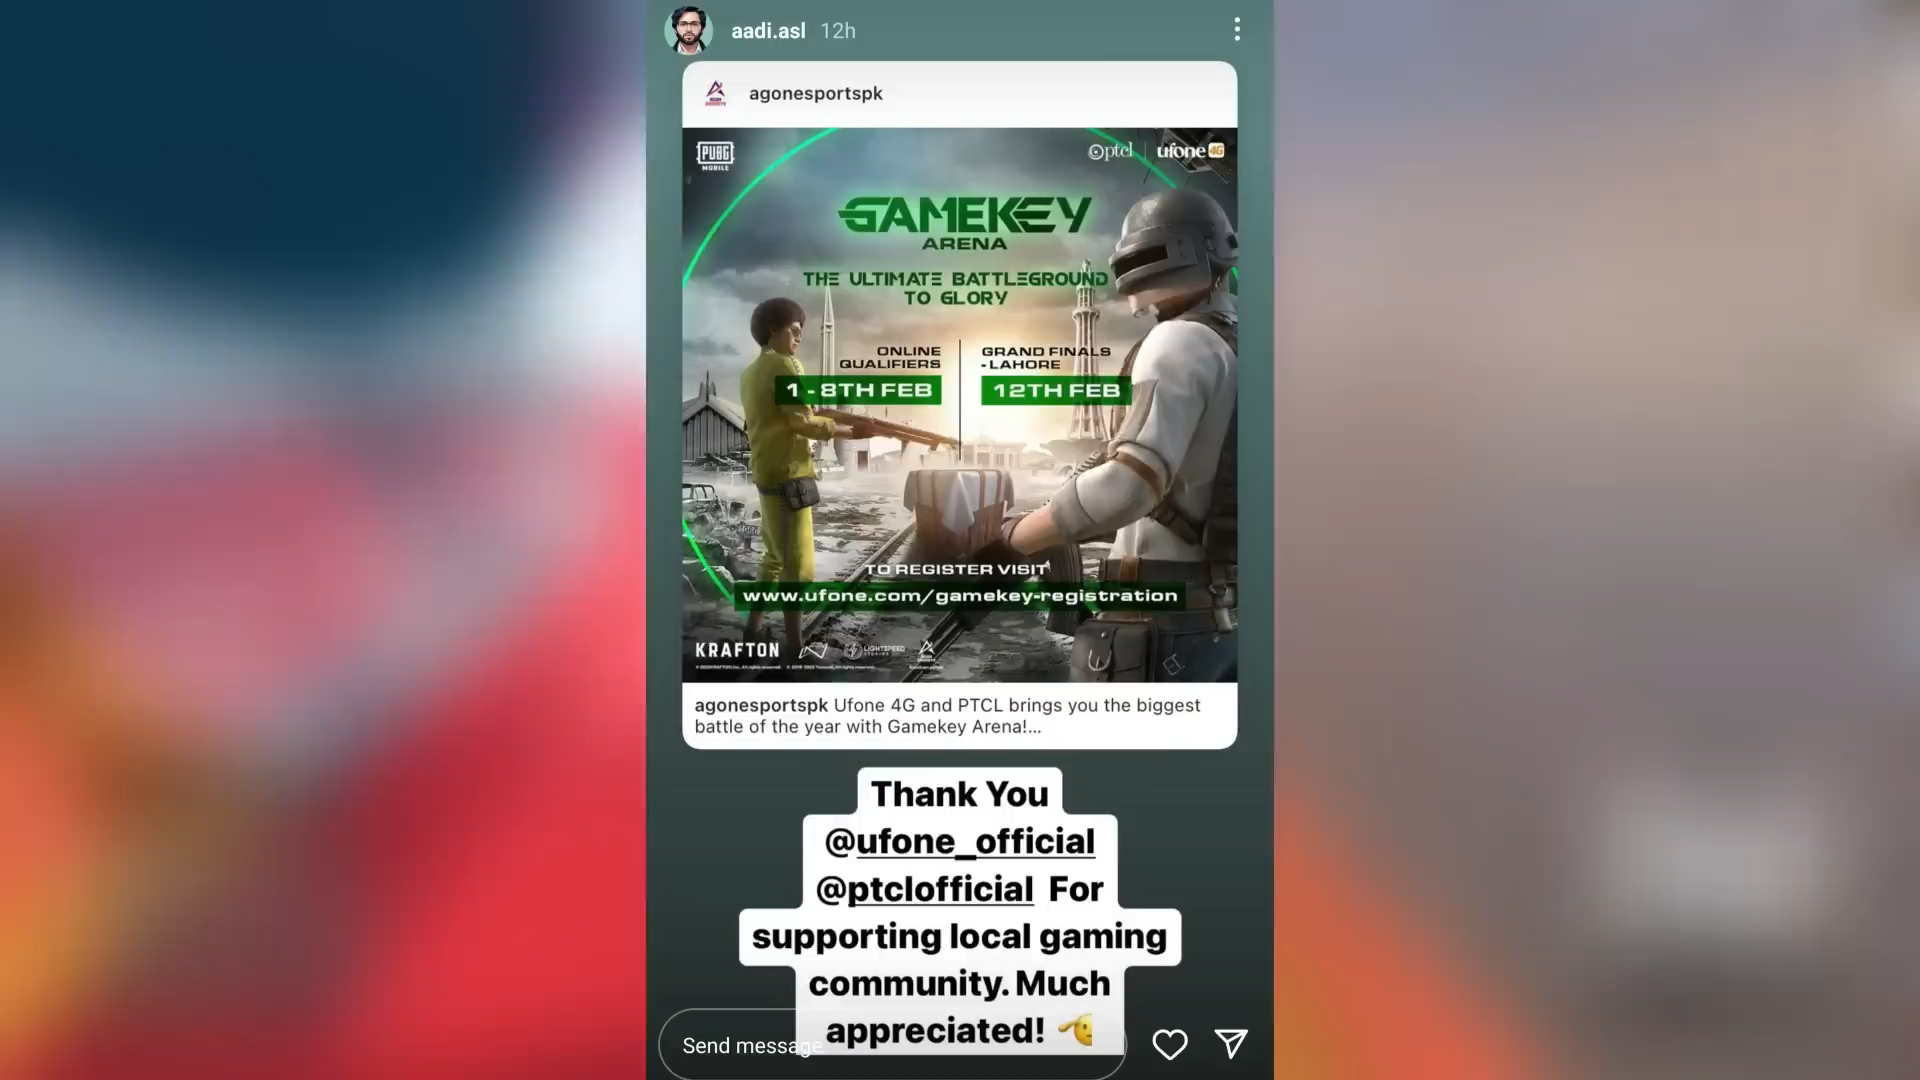 aadi.asl 12h
agonesportspk
PUBG
MOBILE
ptcl ufone 4G
GAMEKEY
ARENA
THE ULTIMATE BATTLEGROUND
TO GLORY
ONLINE
QUALIFIERS
1 - 8TH FEB
GRAND FINALS
- LAHORE
12TH FEB
TO REGISTER VISIT
www.ufone.com/gamekey-registration
KRAFTON
LIGHTSPEED
agonesportspk Ufone 4G and PTCL brings you the biggest
battle of the year with Gamekey Arena!...
Thank You
@ufone_official
@ptclofficial For
supporting local gaming
community. Much
appreciated!
Send message